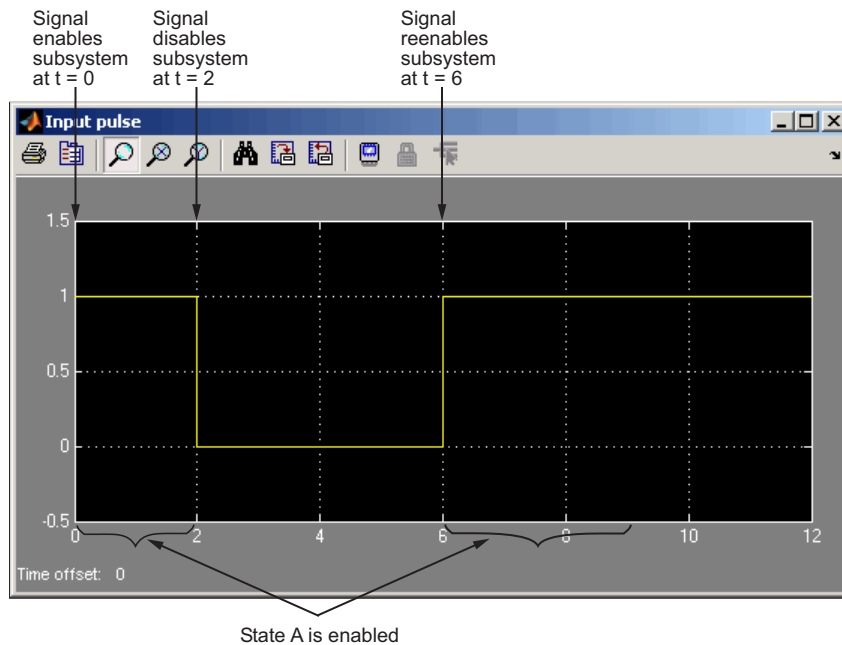 Signal
enables
subsystem
at t = 0
Signal
disables
subsystem
at t = 2
Signal
reenables
subsystem
at t = 6
Input pulse
1.5
1
0.5
0
-0.5
0
2
4
6
8
10
12
Time offset: 0
State A is enabled